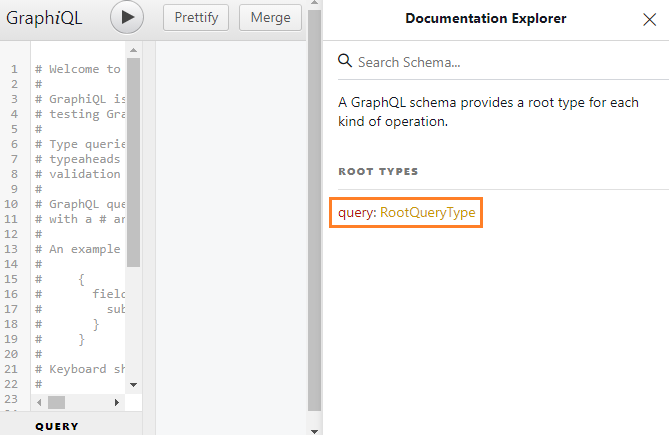 GraphiQL
Prettify
Merge
1 # Welcome to
2 #
3 # GraphiQL is
4 # testing Gra
5 #
6 # Type querie
7 # typeaheads
8 # validation
9 #
10 # GraphQL que
11 # with a # an
12 #
13 # An example
14 #
15 #     {
16 #       field
17 #         sub
18 #       }
19 #     }
20 #
21 # Keyboard sh
22 #
23
QUERY
Documentation Explorer
Search Schema...
A GraphQL schema provides a root type for each
kind of operation.
ROOT TYPES
query: RootQueryType